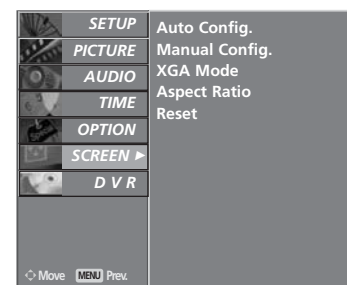 SETUP
PICTURE
AUDIO
TIME
OPTION
SCREEN ►
D V R
Auto Config.
Manual Config.
XGA Mode
Aspect Ratio
Reset
Move MENU Prev.